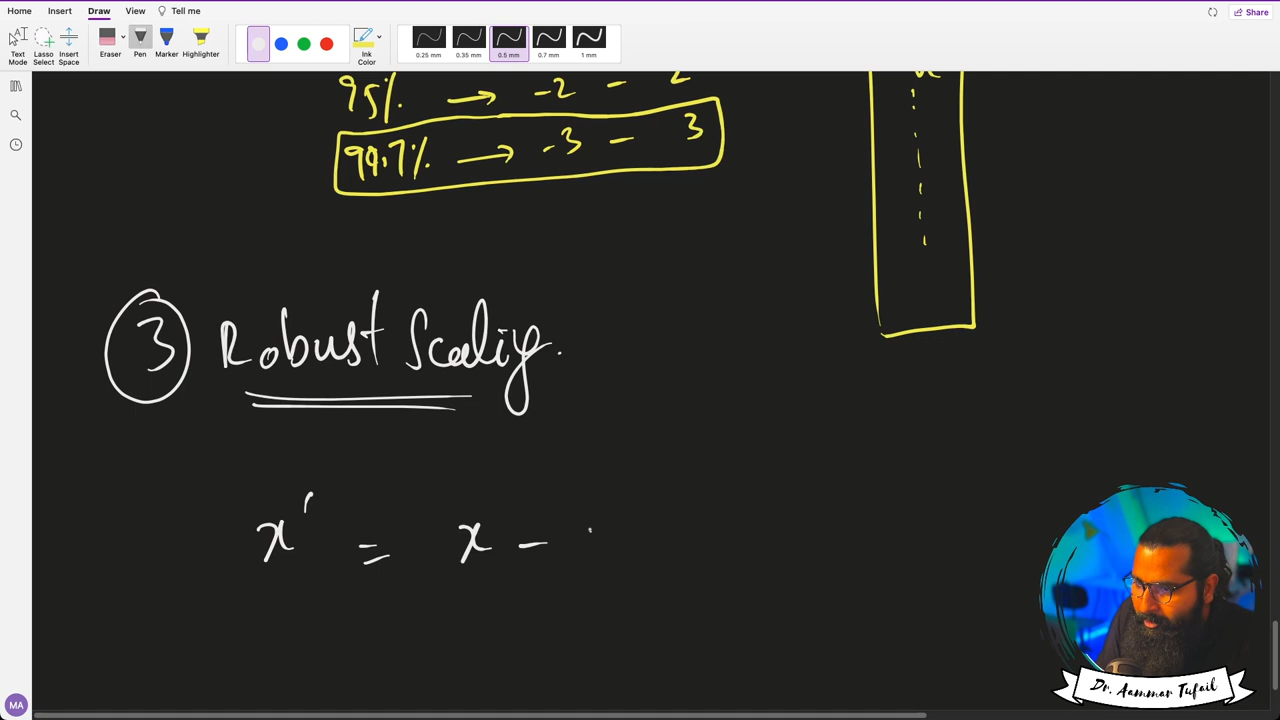 Home Insert Draw View Tell me
Share
Text Mode
Lasso Select
Insert Space
Eraser
Pen
Marker
Highlighter
Ink Color
0.25 mm
0.35 mm
0.5 mm
0.7 mm
1 mm
95% → -2 - 2
99.7% → -3 - 3
3 Robust Scaling.
x' = x -
MA
Dr. Aammar Tufail